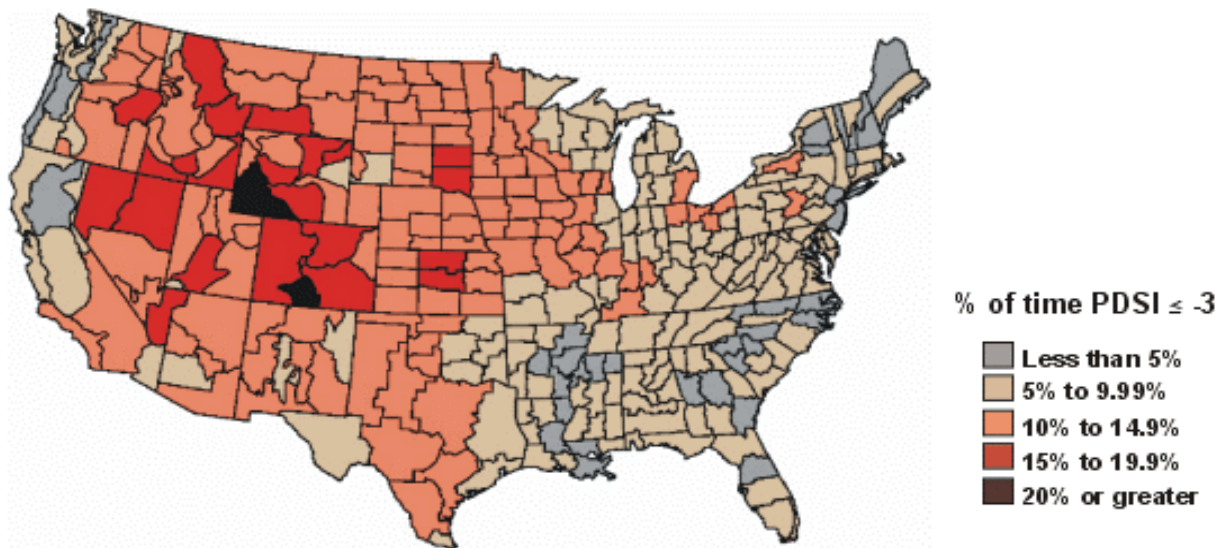 % of time PDSI ≤ -3
Less than 5%
5% to 9.99%
10% to 14.9%
15% to 19.9%
20% or greater